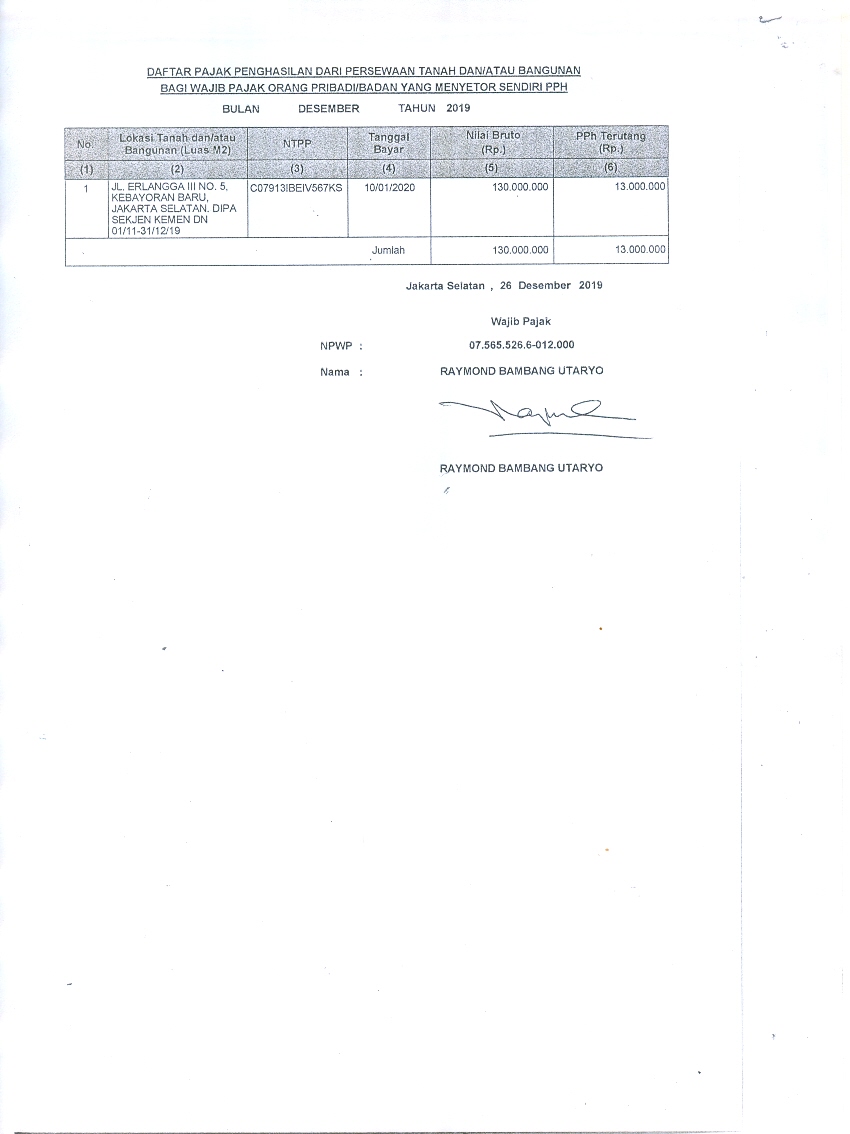 DAFTAR PAJAK PENGHASILAN DARI PERSEWAAN TANAH DAN/ATAU BANGUNAN
BAGI WAJIB PAJAK ORANG PRIBADI/BADAN YANG MENYETOR SENDIRI PPH
BULAN DESEMBER TAHUN 2019
No. Lokasi Tanah dan/atau Bangunan (Luas M2) NTPP Tanggal Bayar Nilai Bruto (Rp.) PPh Terutang (Rp.)
(1) (2) (3) (4) (5) (6)
1 JL. ERLANGGA III NO. 5, C07913IBEIV567KS 10/01/2020 130.000.000 13.000.000
KEBAYORAN BARU,
JAKARTA SELATAN. DIPA
SEKJEN KEMEN DN
01/11-31/12/19
Jumlah 130.000.000 13.000.000
Jakarta Selatan , 26 Desember 2019
Wajib Pajak
NPWP : 07.565.526.6-012.000
Nama : RAYMOND BAMBANG UTARYO
RAYMOND BAMBANG UTARYO